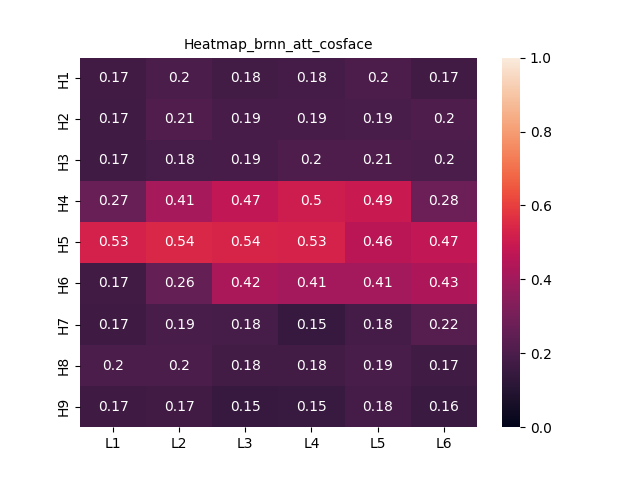 Heatmap_brnn_att_cosface
H1 0.17 0.2 0.18 0.18 0.2 0.17
H2 0.17 0.21 0.19 0.19 0.19 0.2
H3 0.17 0.18 0.19 0.2 0.21 0.2
H4 0.27 0.41 0.47 0.5 0.49 0.28
H5 0.53 0.54 0.54 0.53 0.46 0.47
H6 0.17 0.26 0.42 0.41 0.41 0.43
H7 0.17 0.19 0.18 0.15 0.18 0.22
H8 0.2 0.2 0.18 0.18 0.19 0.17
H9 0.17 0.17 0.15 0.15 0.18 0.16
L1 L2 L3 L4 L5 L6
1.0
0.8
0.6
0.4
0.2
0.0